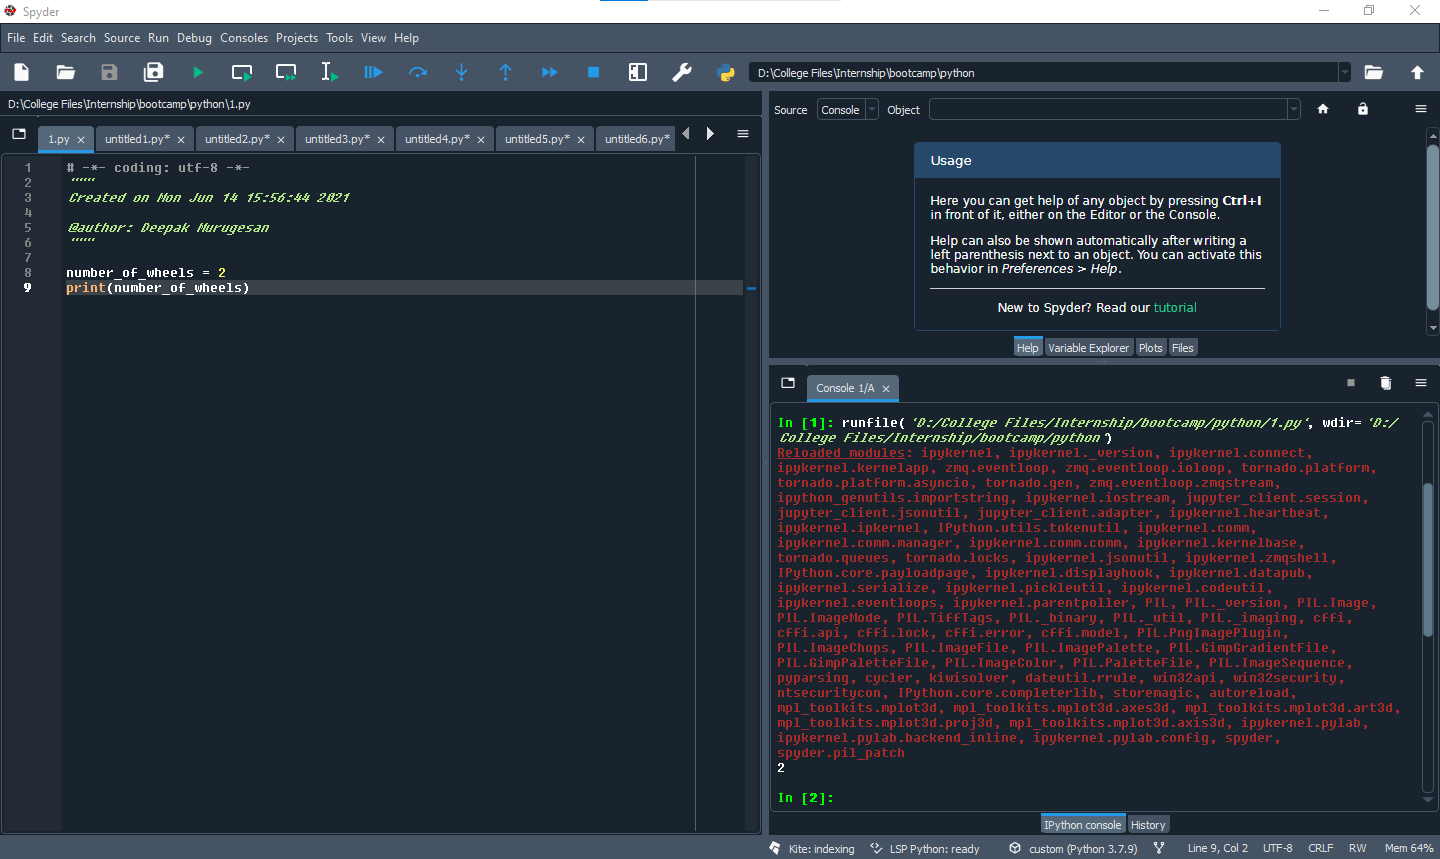 Spyder
File Edit Search Source Run Debug Consoles Projects Tools View Help
D:\College Files\Internship\bootcamp\python
D:\College Files\Internship\bootcamp\python\1.py
1.py untitled1.py* untitled2.py* untitled3.py* untitled4.py* untitled5.py* untitled6.py*
1 # -*- coding: utf-8 -*-
2 """
3 Created on Mon Jun 14 15:56:44 2021
4
5 @author: Deepak Murugesan
6 """
7
8 number_of_wheels = 2
9 print(number_of_wheels)
Source Console Object
Usage
Here you can get help of any object by pressing Ctrl+I
in front of it, either on the Editor or the Console.
Help can also be shown automatically after writing a
left parenthesis next to an object. You can activate this
behavior in Preferences > Help.
New to Spyder? Read our tutorial
Help Variable Explorer Plots Files
Console 1/A
In [1]: runfile('D:/College Files/Internship/bootcamp/python/1.py', wdir='D:/
College Files/Internship/bootcamp/python')
Reloaded modules: ipykernel, ipykernel._version, ipykernel.connect,
ipykernel.kernelapp, zmq.eventloop, zmq.eventloop.ioloop, tornado.platform,
tornado.platform.asyncio, tornado.gen, zmq.eventloop.zmqstream,
ipython_genutils.importstring, ipykernel.iostream, jupyter_client.session,
jupyter_client.jsonutil, jupyter_client.adapter, ipykernel.heartbeat,
ipykernel.ipkernel, IPython.utils.tokenutil, ipykernel.comm,
ipykernel.comm.manager, ipykernel.comm.comm, ipykernel.kernelbase,
tornado.queues, tornado.locks, ipykernel.jsonutil, ipykernel.zmqshell,
IPython.core.payloadpage, ipykernel.displayhook, ipykernel.datapub,
ipykernel.serialize, ipykernel.pickleutil, ipykernel.codeutil,
ipykernel.eventloops, ipykernel.parentpoller, PIL, PIL._version, PIL.Image,
PIL.ImageMode, PIL.TiffTags, PIL._binary, PIL._util, PIL._imaging, cffi,
cffi.api, cffi.lock, cffi.error, cffi.model, PIL.PngImagePlugin,
PIL.ImageChops, PIL.ImageFile, PIL.ImagePalette, PIL.GimpGradientFile,
PIL.GimpPaletteFile, PIL.ImageColor, PIL.PaletteFile, PIL.ImageSequence,
pyparsing, cycler, kiwisolver, dateutil.rrule, win32api, win32security,
ntsecuritycon, IPython.core.completerlib, storemagic, autoreload,
mpl_toolkits.mplot3d, mpl_toolkits.mplot3d.axes3d, mpl_toolkits.mplot3d.art3d,
mpl_toolkits.mplot3d.proj3d, mpl_toolkits.mplot3d.axis3d, ipykernel.pylab,
ipykernel.pylab.backend_inline, ipykernel.pylab.config, spyder,
spyder.pil_patch
2
In [2]:
IPython console History
Kite: indexing LSP Python: ready custom (Python 3.7.9) Line 9, Col 2 UTF-8 CRLF RW Mem 64%